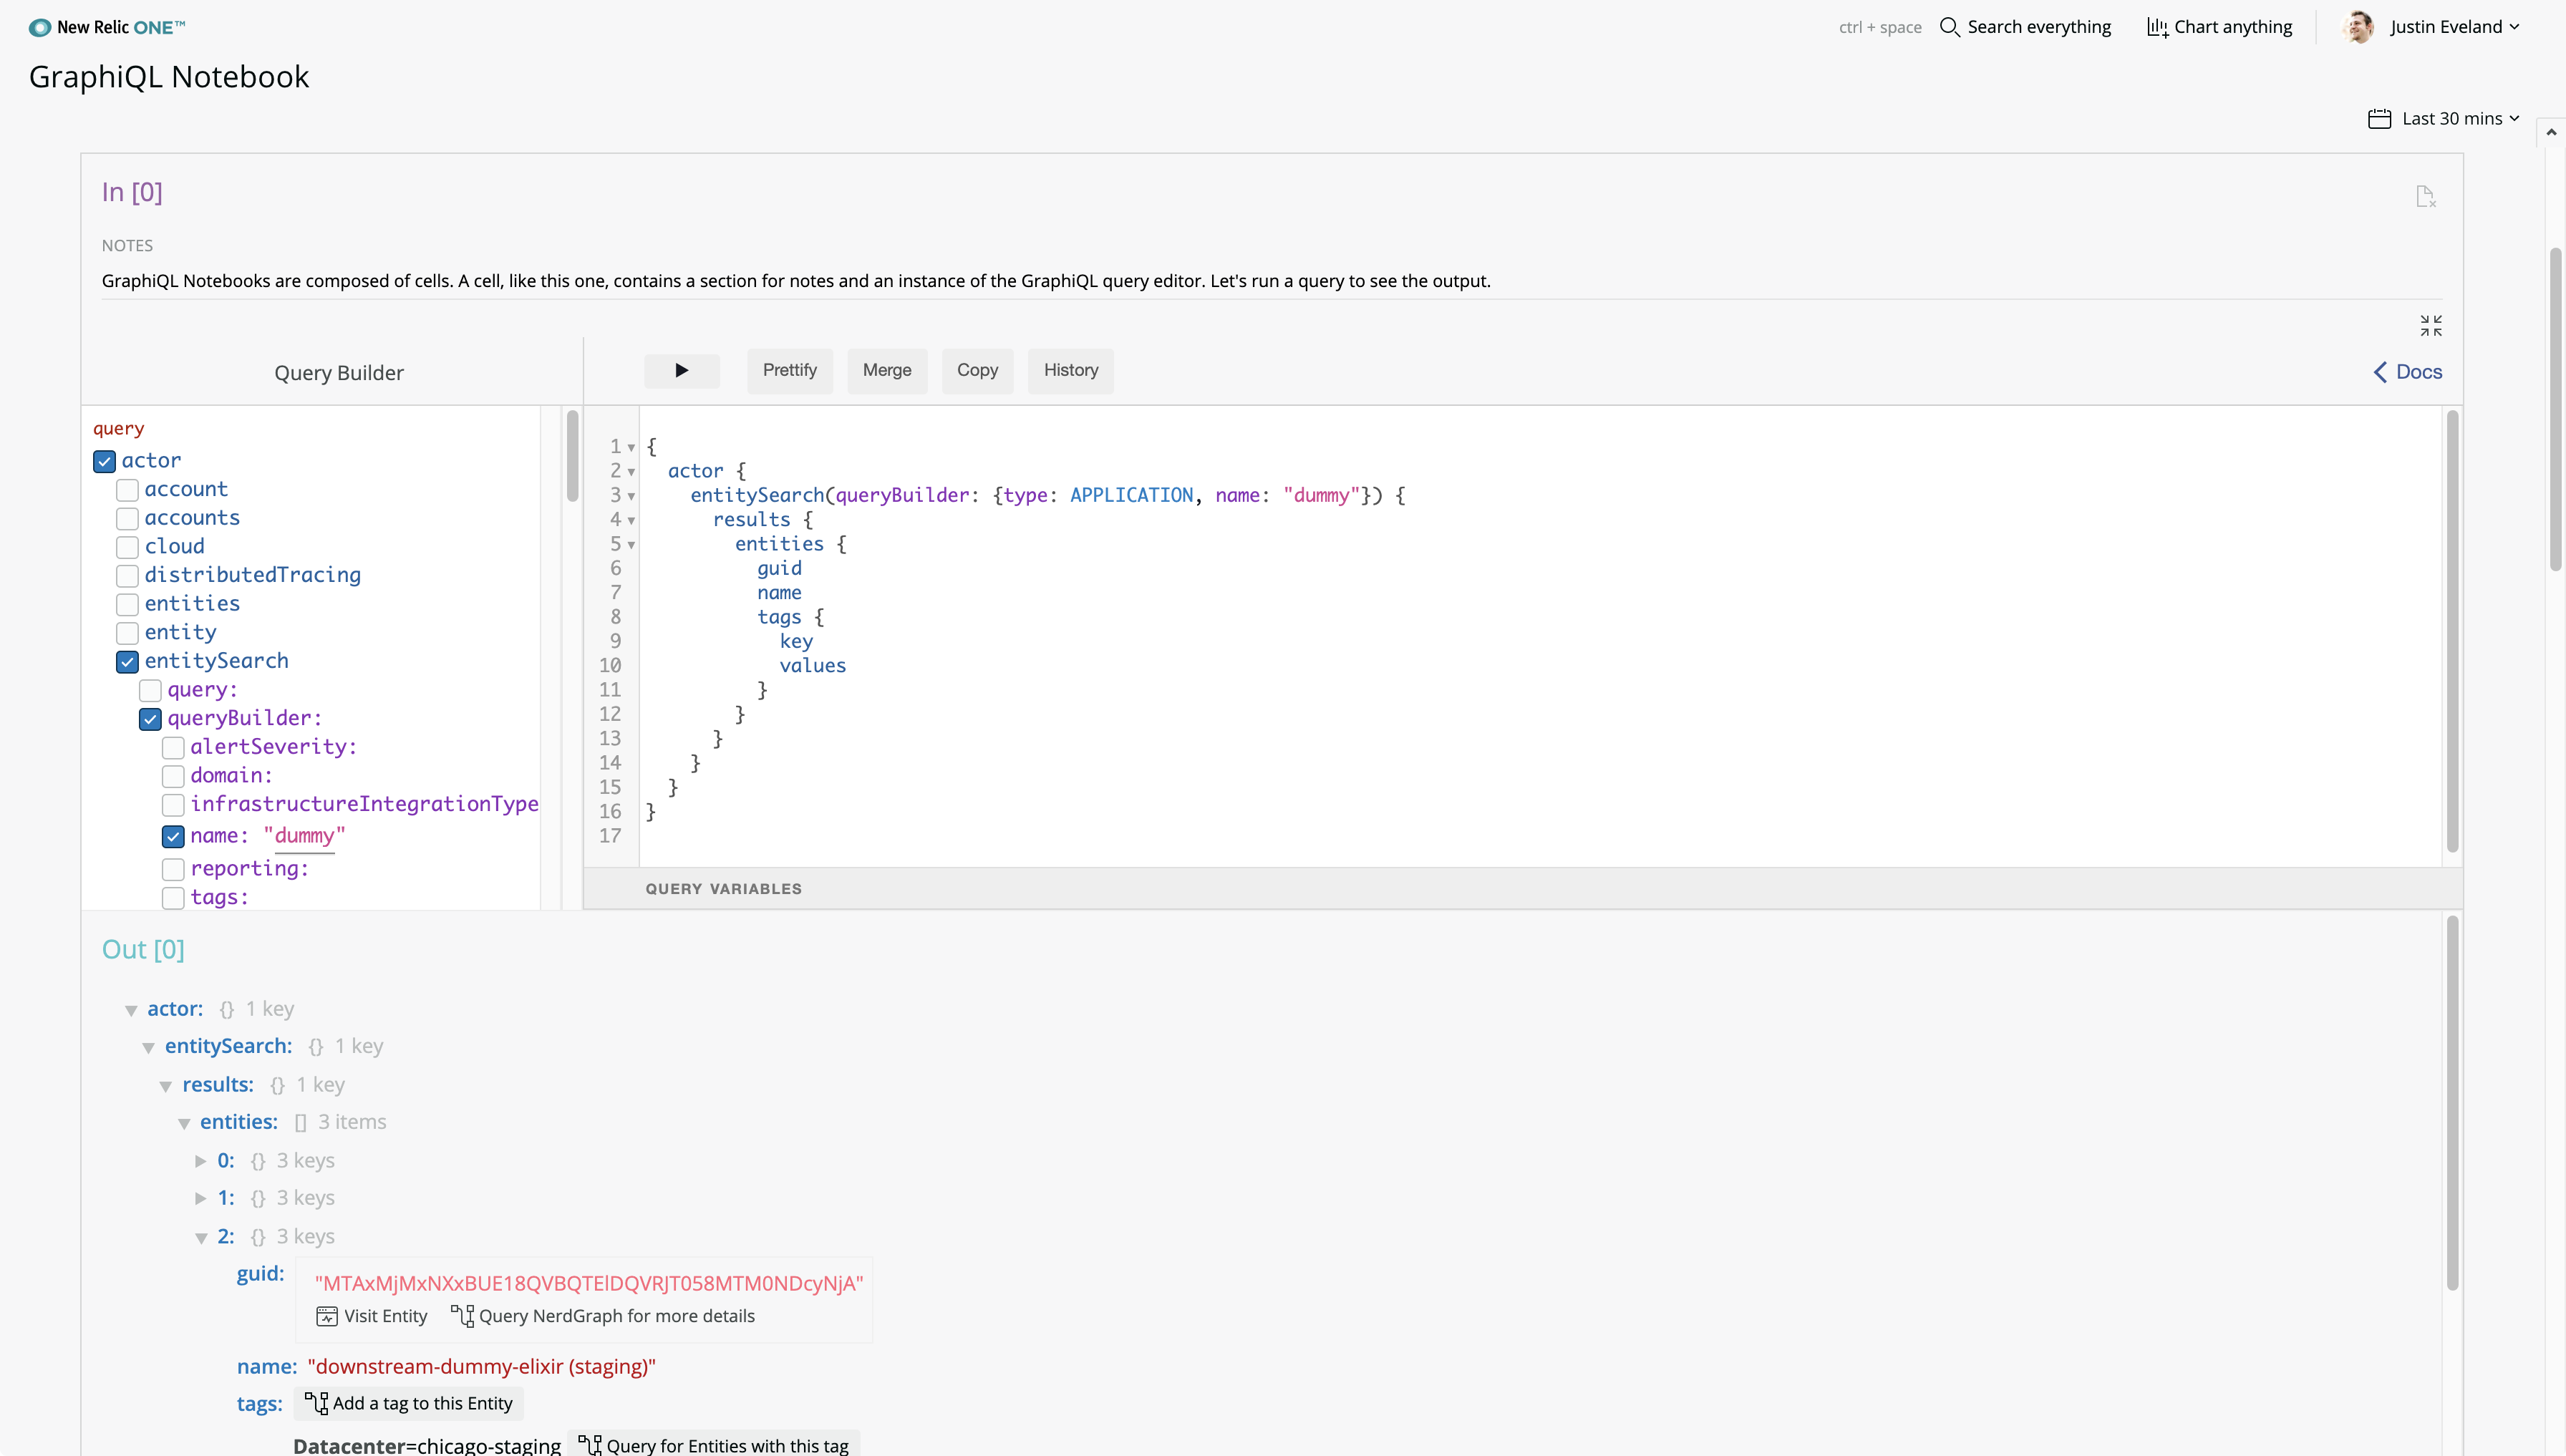 New Relic ONE™
ctrl + space Search everything Chart anything Justin Eveland
GraphiQL Notebook
Last 30 mins
In [0]
NOTES
GraphiQL Notebooks are composed of cells. A cell, like this one, contains a section for notes and an instance of the GraphiQL query editor. Let's run a query to see the output.
Query Builder
Prettify Merge Copy History
Docs
query
actor
account
accounts
cloud
distributedTracing
entities
entity
entitySearch
query:
queryBuilder:
alertSeverity:
domain:
infrastructureIntegrationType
name: "dummy"
reporting:
tags:
1 {
2 actor {
3 entitySearch(queryBuilder: {type: APPLICATION, name: "dummy"}) {
4 results {
5 entities {
6 guid
7 name
8 tags {
9 key
10 values
11 }
12 }
13 }
14 }
15 }
16 }
17
QUERY VARIABLES
Out [0]
actor: {} 1 key
entitySearch: {} 1 key
results: {} 1 key
entities: [] 3 items
0: {} 3 keys
1: {} 3 keys
2: {} 3 keys
guid: "MTAxMjMxNXxBUE18QVBQTElDQVRJT058MTM0NDcyNjA"
Visit Entity Query NerdGraph for more details
name: "downstream-dummy-elixir (staging)"
tags: Add a tag to this Entity
Datacenter=chicago-staging Query for Entities with this tag